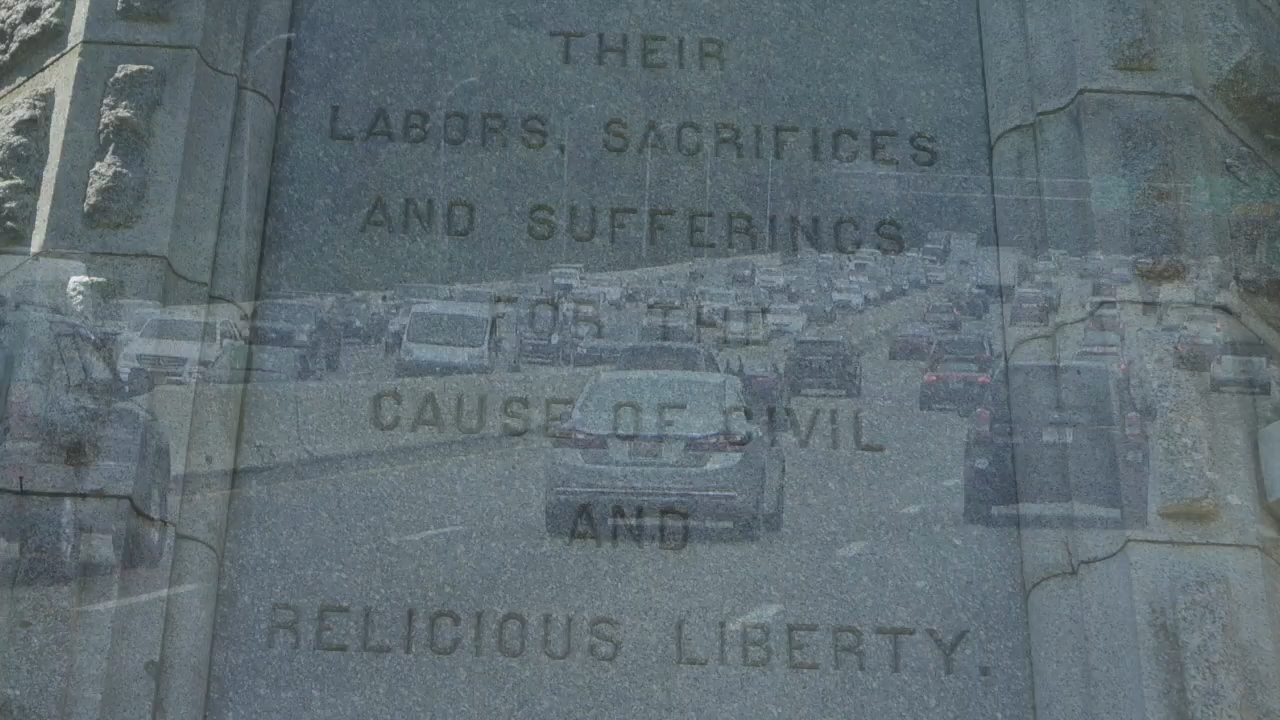 THEIR
LABORS, SACRIFICES
AND SUFFERINGS
FOR THE
CAUSE OF CIVIL
AND
RELIGIOUS LIBERTY.